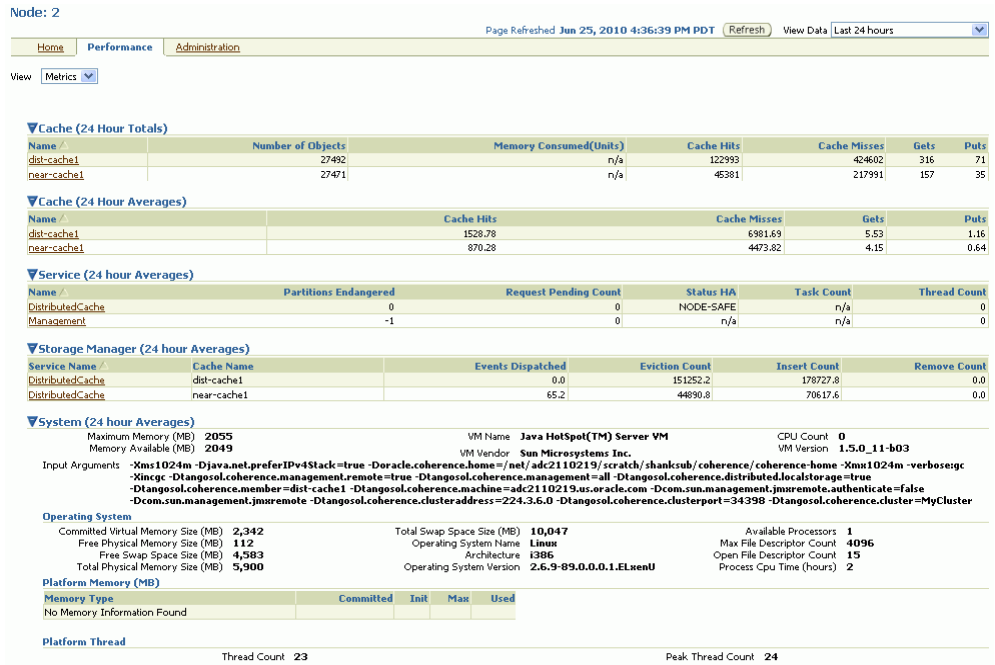 Node: 2
Page Refreshed Jun 25, 2010 4:36:39 PM PDT Refresh View Data Last 24 hours
Home Performance Administration
View Metrics
Cache (24 Hour Totals)
Name Number of Objects Memory Consumed(Units) Cache Hits Cache Misses Gets Puts
dist-cache1 27492 n/a 122993 424602 316 71
near-cache1 27471 n/a 45381 217991 157 35
Cache (24 Hour Averages)
Name Cache Hits Cache Misses Gets Puts
dist-cache1 1528.78 6981.69 5.53 1.16
near-cache1 870.28 4473.82 4.15 0.64
Service (24 hour Averages)
Name Partitions Endangered Request Pending Count Status HA Task Count Thread Count
DistributedCache 0 0 NODE-SAFE n/a 0
Management -1 0 n/a n/a 0
Storage Manager (24 hour Averages)
Service Name Cache Name Events Dispatched Eviction Count Insert Count Remove Count
DistributedCache dist-cache1 0.0 151252.2 178727.8 0.0
DistributedCache near-cache1 65.2 44890.8 70617.6 0.0
System (24 hour Averages)
Maximum Memory (MB) 2055 VM Name Java HotSpot(TM) Server VM CPU Count 0
Memory Available (MB) 2049 VM Vendor Sun Microsystems Inc. VM Version 1.5.0_11-b03
Input Arguments -Xms1024m -Djava.net.preferIPv4Stack=true -Doracle.coherence.home=/net/adc2110219/scratch/shanksub/coherence/coherence-home -Xmx1024m -verbosegc
-Xincgc -Dtangosol.coherence.management.remote=true -Dtangosol.coherence.management=all -Dtangosol.coherence.distributed.localstorage=true
-Dtangosol.coherence.member=dist-cache1 -Dtangosol.coherence.machine=adc2110219.us.oracle.com -Dcom.sun.management.jmxremote.authenticate=false
-Dcom.sun.management.jmxremote -Dtangosol.coherence.clusteraddress=224.3.6.0 -Dtangosol.coherence.clusterport=34398 -Dtangosol.coherence.cluster=MyCluster
Operating System
Committed Virtual Memory Size (MB) 2,342 Total Swap Space Size (MB) 10,047 Available Processors 1
Free Physical Memory Size (MB) 112 Operating System Name Linux Max File Descriptor Count 4096
Free Swap Space Size (MB) 4,583 Architecture i386 Open File Descriptor Count 15
Total Physical Memory Size (MB) 5,900 Operating System Version 2.6.9-89.0.0.0.1.ELxenU Process Cpu Time (hours) 2
Platform Memory (MB)
Memory Type Committed Init Max Used
No Memory Information Found
Platform Thread
Thread Count 23 Peak Thread Count 24